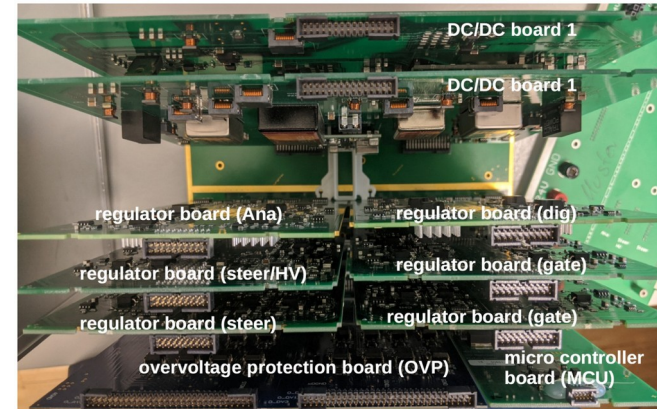 DC/DC board 1
DC/DC board 1
regulator board (Ana)
regulator board (dig)
regulator board (steer/HV)
regulator board (gate)
regulator board (steer)
regulator board (gate)
overvoltage protection board (OVP)
micro controller
board (MCU)
GND